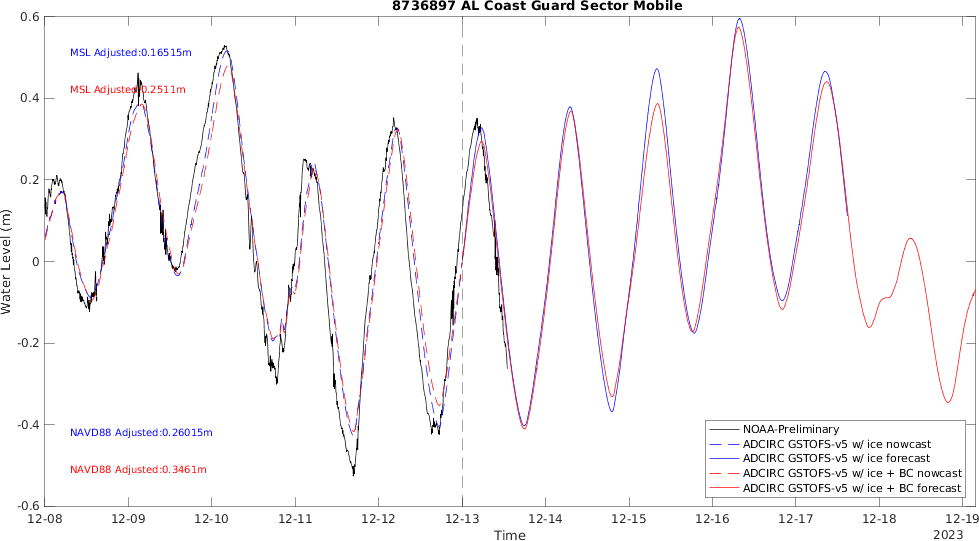 8736897 AL Coast Guard Sector Mobile
0.6
0.4
0.2
0
-0.2
-0.4
-0.6
Water Level (m)
MSL Adjusted:0.16515m
MSL Adjusted:0.2511m
NAVD88 Adjusted:0.26015m
NAVD88 Adjusted:0.3461m
NOAA-Preliminary
ADCIRC GSTOFS-v5 w/ ice nowcast
ADCIRC GSTOFS-v5 w/ ice forecast
ADCIRC GSTOFS-v5 w/ ice + BC nowcast
ADCIRC GSTOFS-v5 w/ ice + BC forecast
12-08 12-09 12-10 12-11 12-12 12-13 12-14 12-15 12-16 12-17 12-18 12-19
Time
2023